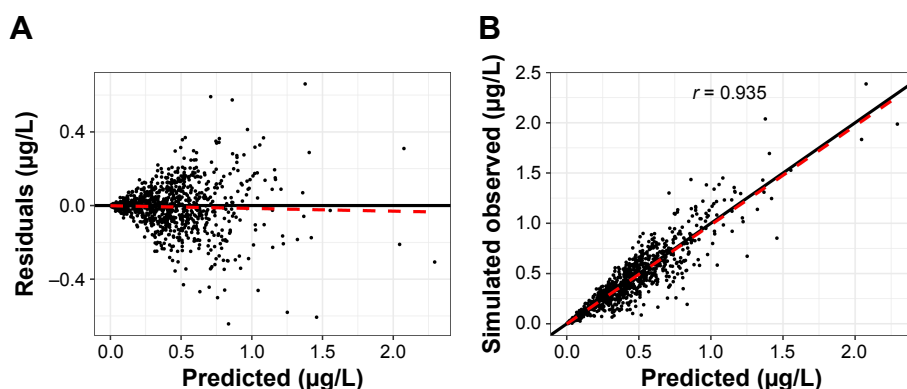 A
Residuals (µg/L)
0.4
0.0
–0.4
0.0 0.5 1.0 1.5 2.0
Predicted (µg/L)
B
Simulated observed (µg/L)
2.5
2.0
1.5
1.0
0.5
0.0
r = 0.935
0.0 0.5 1.0 1.5 2.0
Predicted (µg/L)